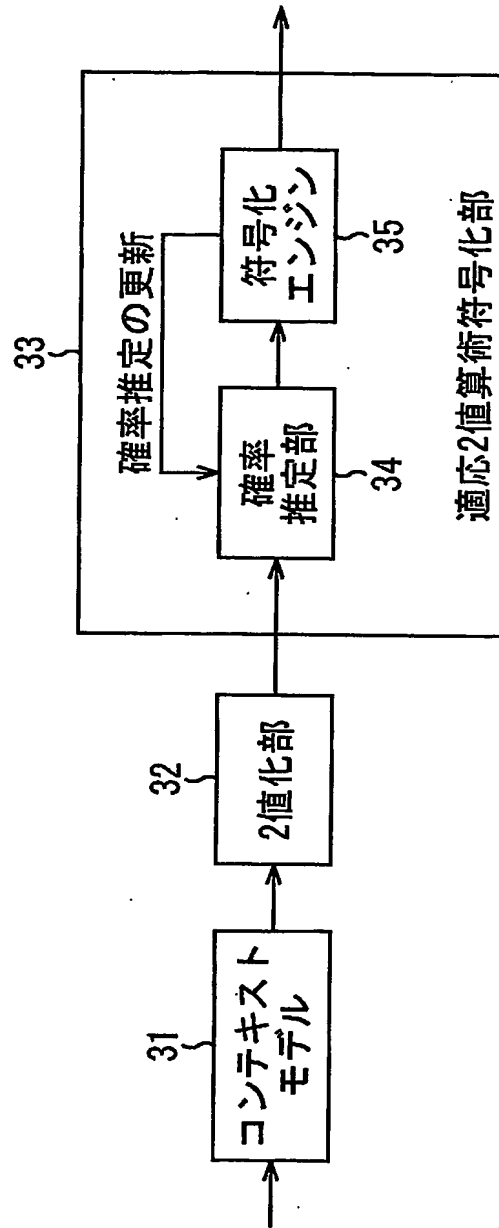 31
コンテキスト
モデル
32
2値化部
33
確率推定の更新
確率
推定部
34
符号化
エンジン
35
適応2値算術符号化部